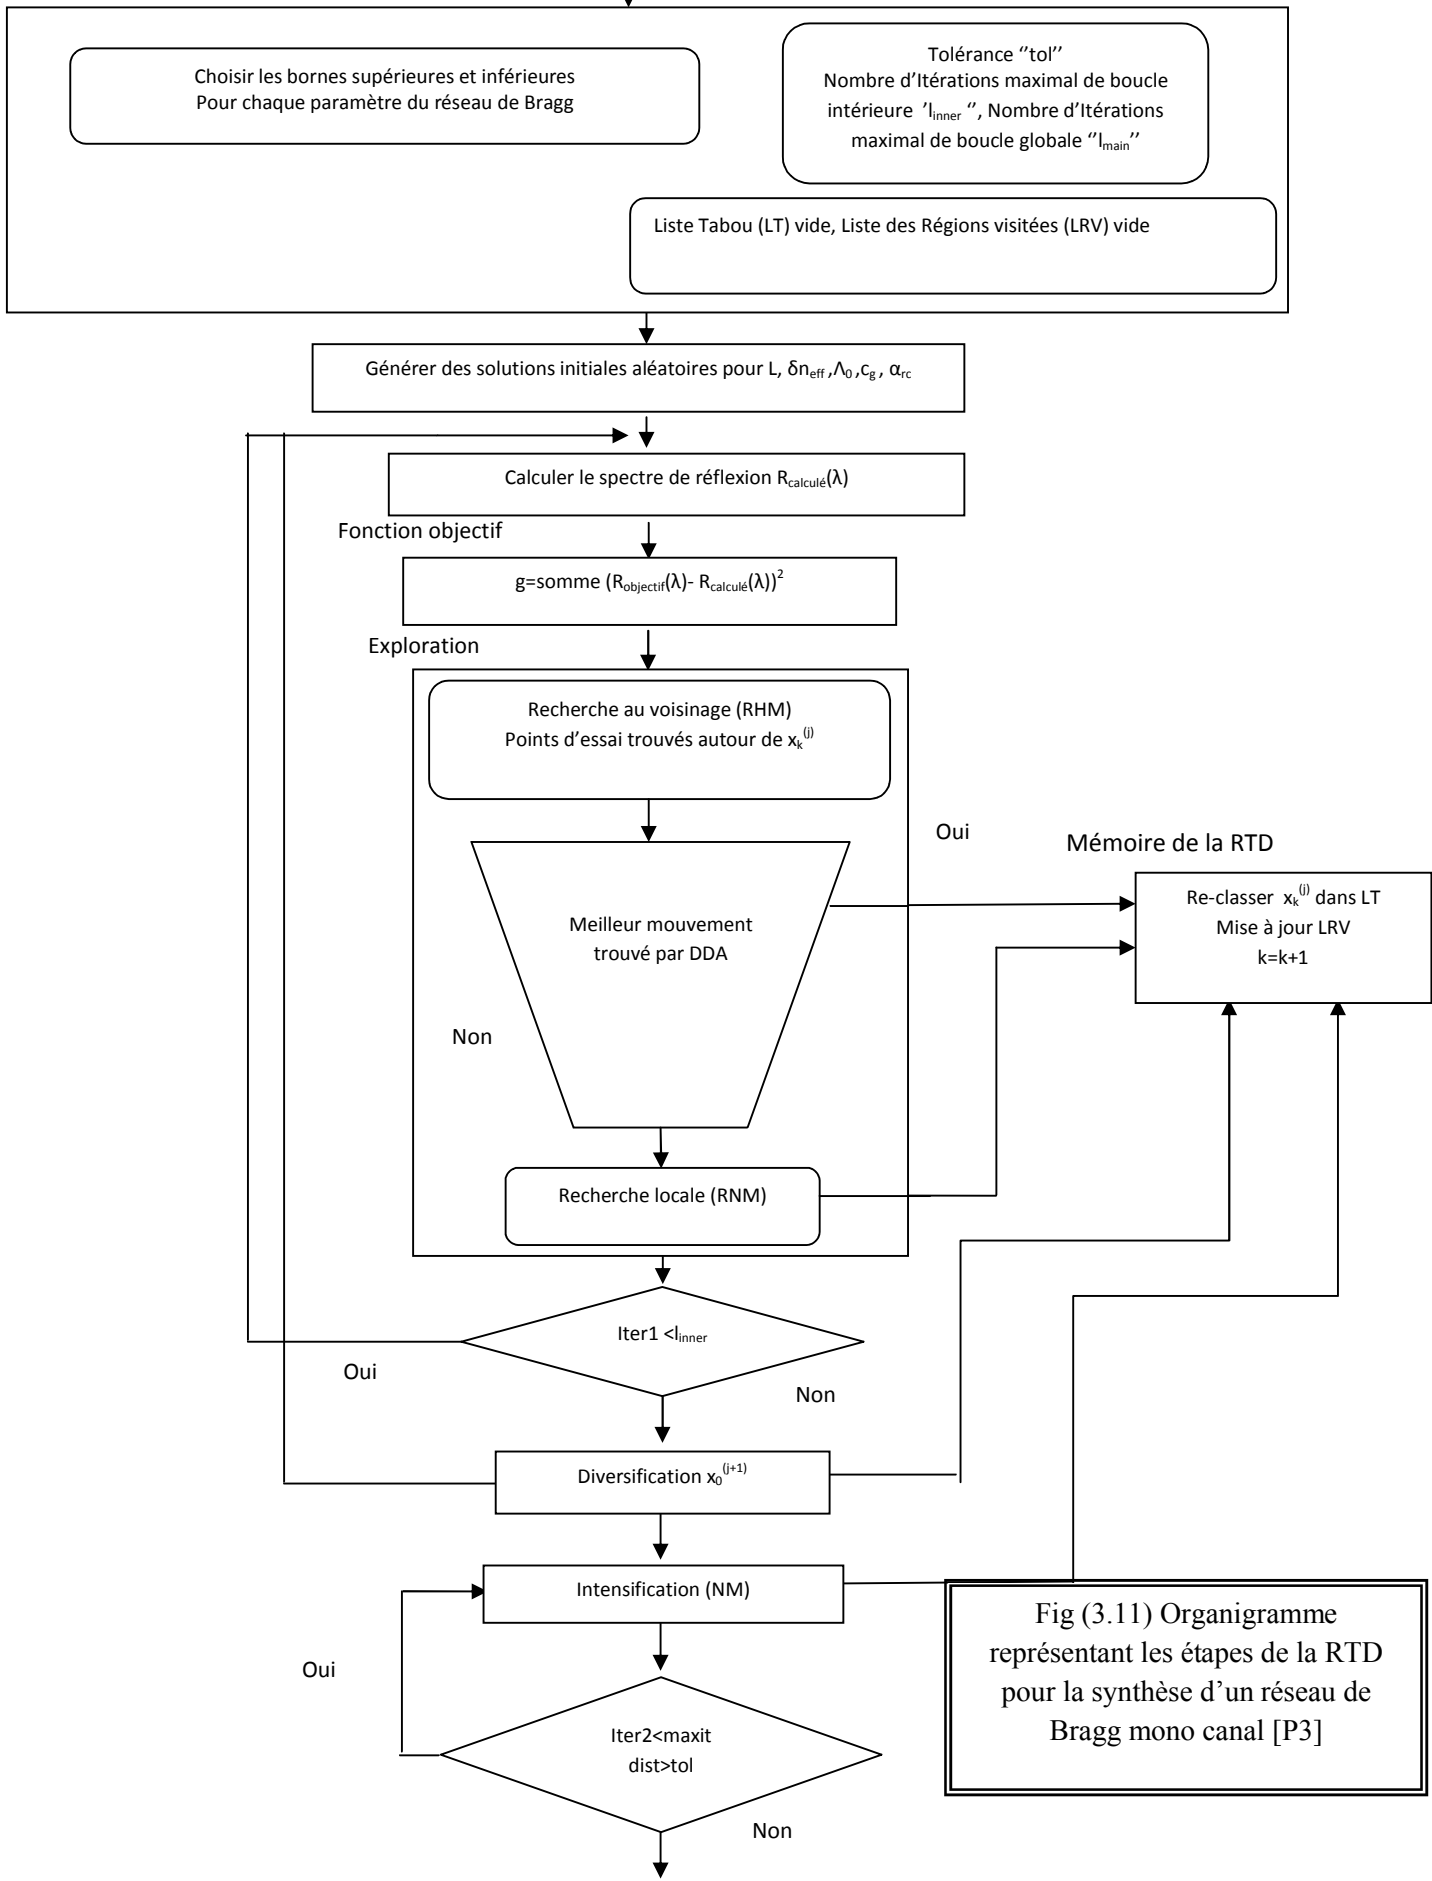 Choisir les bornes supérieures et inférieures
Pour chaque paramètre du réseau de Bragg
Tolérance ‘’tol’’
Nombre d’Itérations maximal de boucle
intérieure ’l_inner ‘’, Nombre d’Itérations
maximal de boucle globale ‘’l_main’’
Liste Tabou (LT) vide, Liste des Régions visitées (LRV) vide
Générer des solutions initiales aléatoires pour L, δn_eff ,Λ_0 ,c_g , α_rc
Calculer le spectre de réflexion R_calculé(λ)
Fonction objectif
g=somme (R_objectif(λ)- R_calculé(λ))^2
Exploration
Recherche au voisinage (RHM)
Points d’essai trouvés autour de x_k^(j)
Oui
Mémoire de la RTD
Re-classer x_k^(j) dans LT
Mise à jour LRV
k=k+1
Meilleur mouvement
trouvé par DDA
Non
Recherche locale (RNM)
Iter1 <l_inner
Oui
Non
Diversification x_0^(j+1)
Intensification (NM)
Oui
Iter2<maxit
dist>tol
Non
Fig (3.11) Organigramme
représentant les étapes de la RTD
pour la synthèse d’un réseau de
Bragg mono canal [P3]